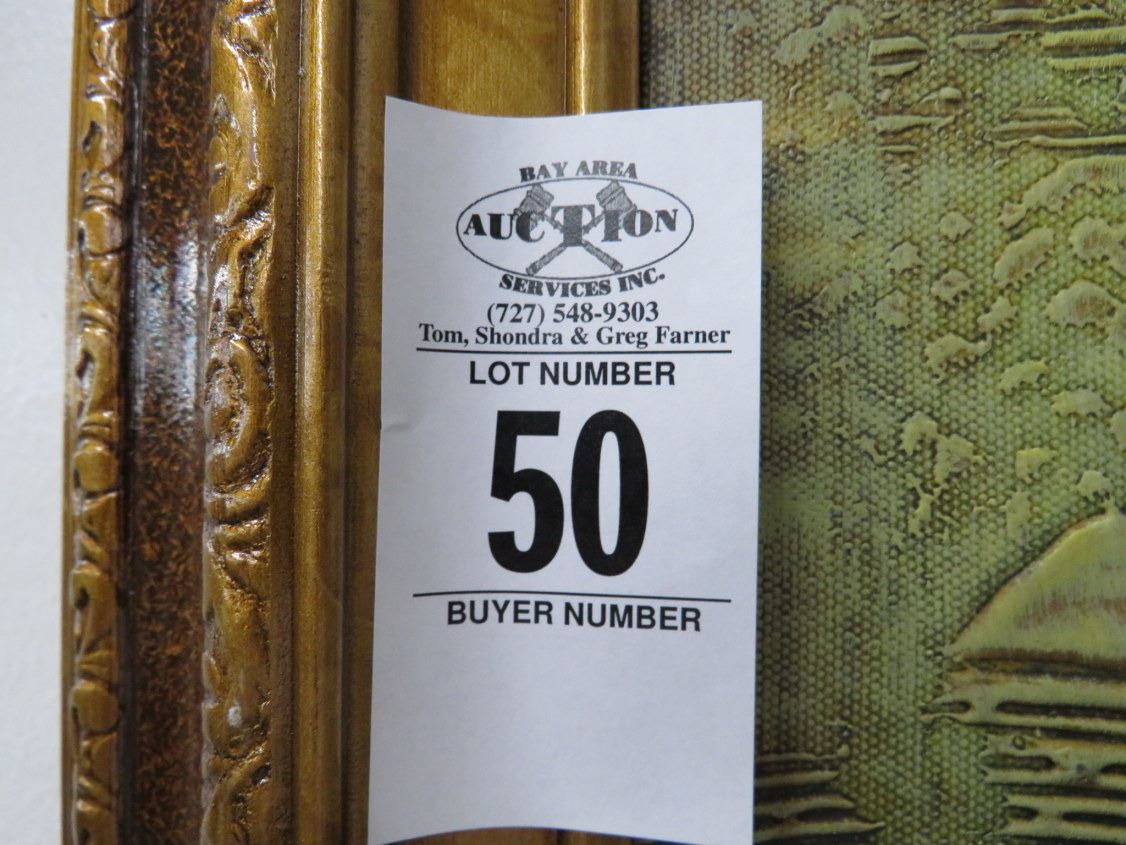 BAY AREA
AUCTION
SERVICES INC.
(727) 548-9303
Tom, Shondra & Greg Farner
LOT NUMBER
50
BUYER NUMBER